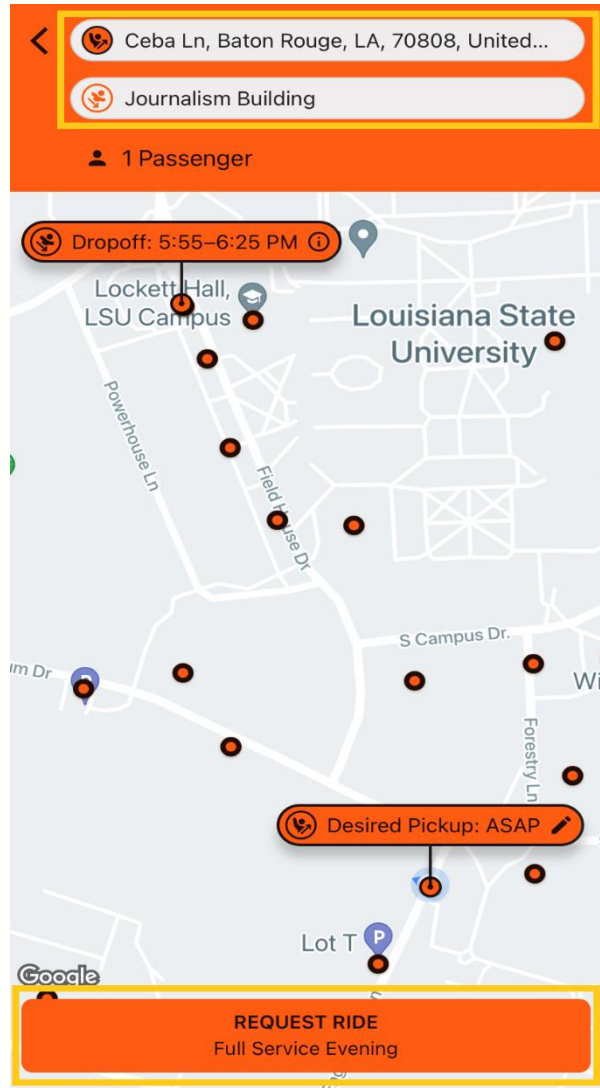 Ceba Ln, Baton Rouge, LA, 70808, United...
Journalism Building
1 Passenger
Dropoff: 5:55–6:25 PM
Lockett Hall,
LSU Campus
Louisiana State
University
Powerhouse Ln
Field House Dr
S Campus Dr.
um Dr
Wi
Forestry Ln
Desired Pickup: ASAP
Lot T
P
P
Google
REQUEST RIDE
Full Service Evening